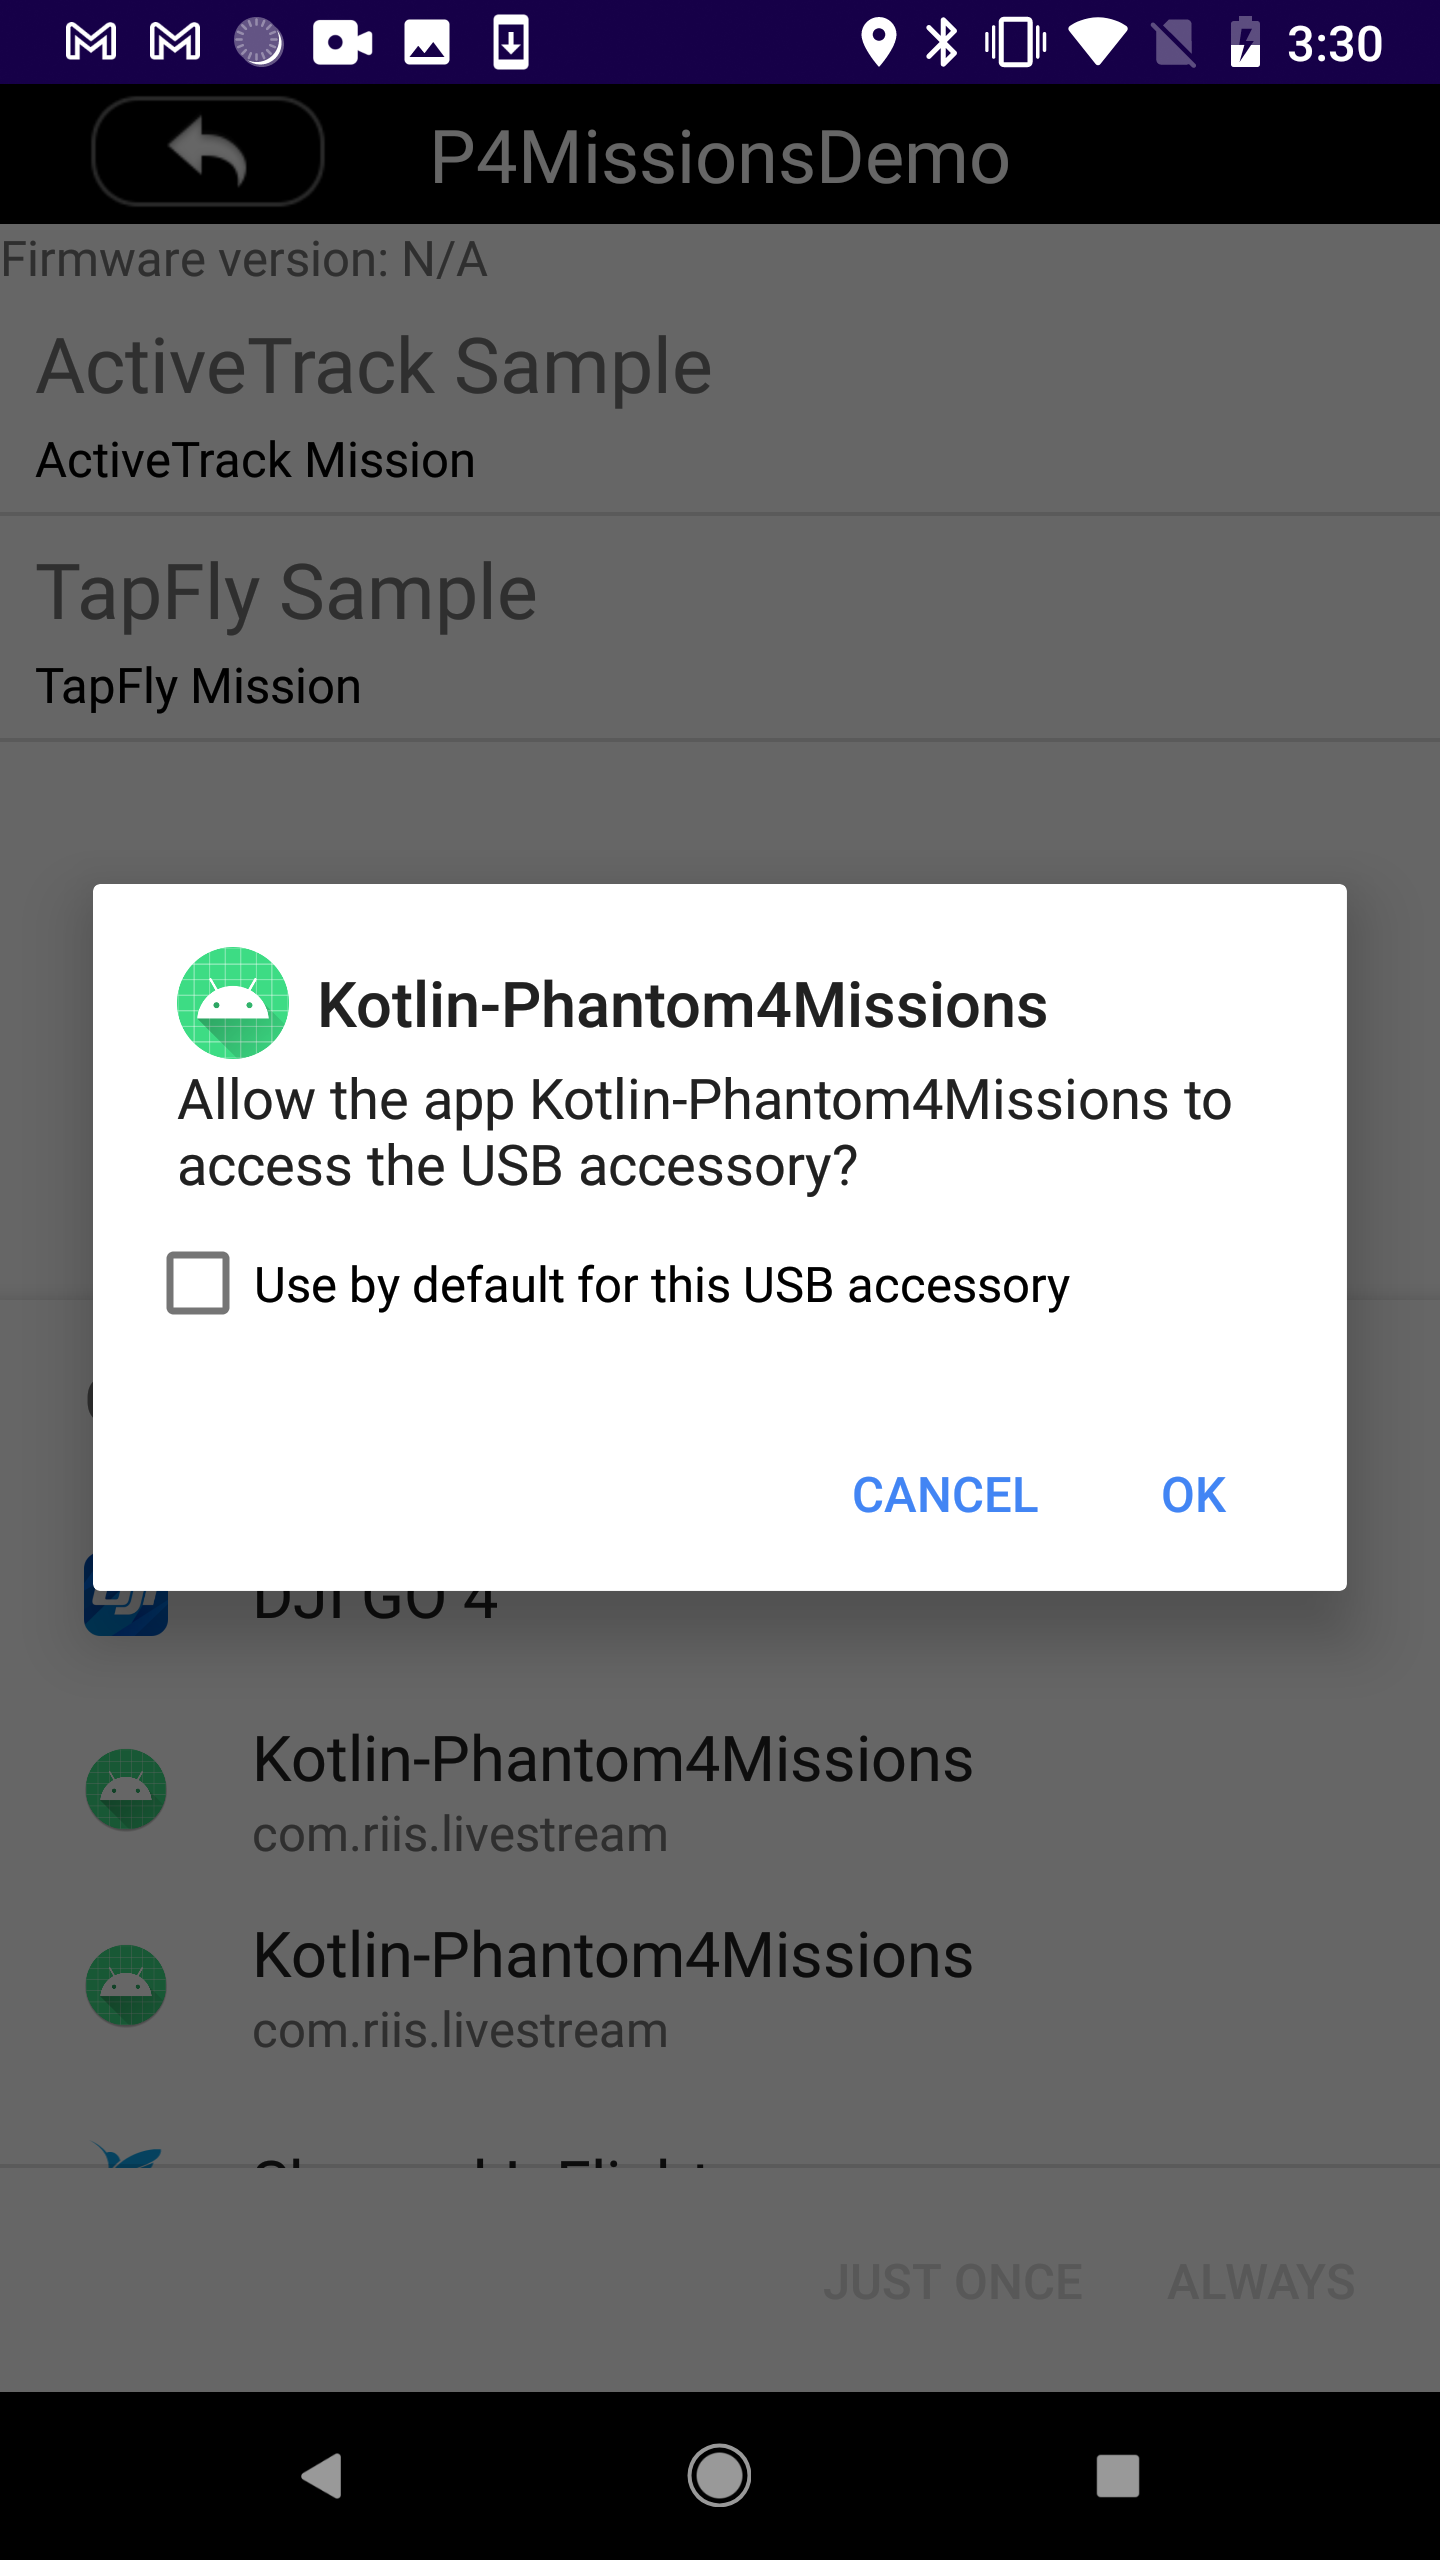 3:30
P4MissionsDemo
Firmware version: N/A
ActiveTrack Sample
ActiveTrack Mission
TapFly Sample
TapFly Mission
Kotlin-Phantom4Missions
Allow the app Kotlin-Phantom4Missions to
access the USB accessory?
Use by default for this USB accessory
CANCEL OK
DJI GO 4
Kotlin-Phantom4Missions
com.riis.livestream
Kotlin-Phantom4Missions
com.riis.livestream
JUST ONCE ALWAYS